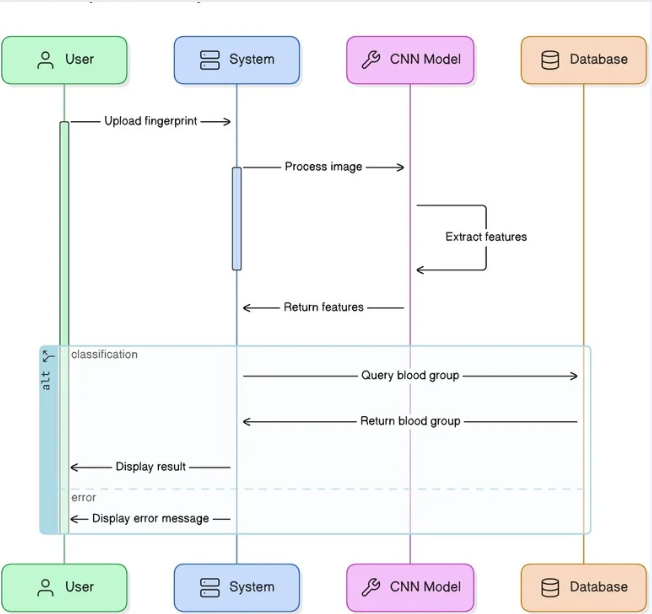 User
System
CNN Model
Database
Upload fingerprint
Process image
Extract features
Return features
alt
classification
Query blood group
Return blood group
Display result
error
Display error message
User
System
CNN Model
Database